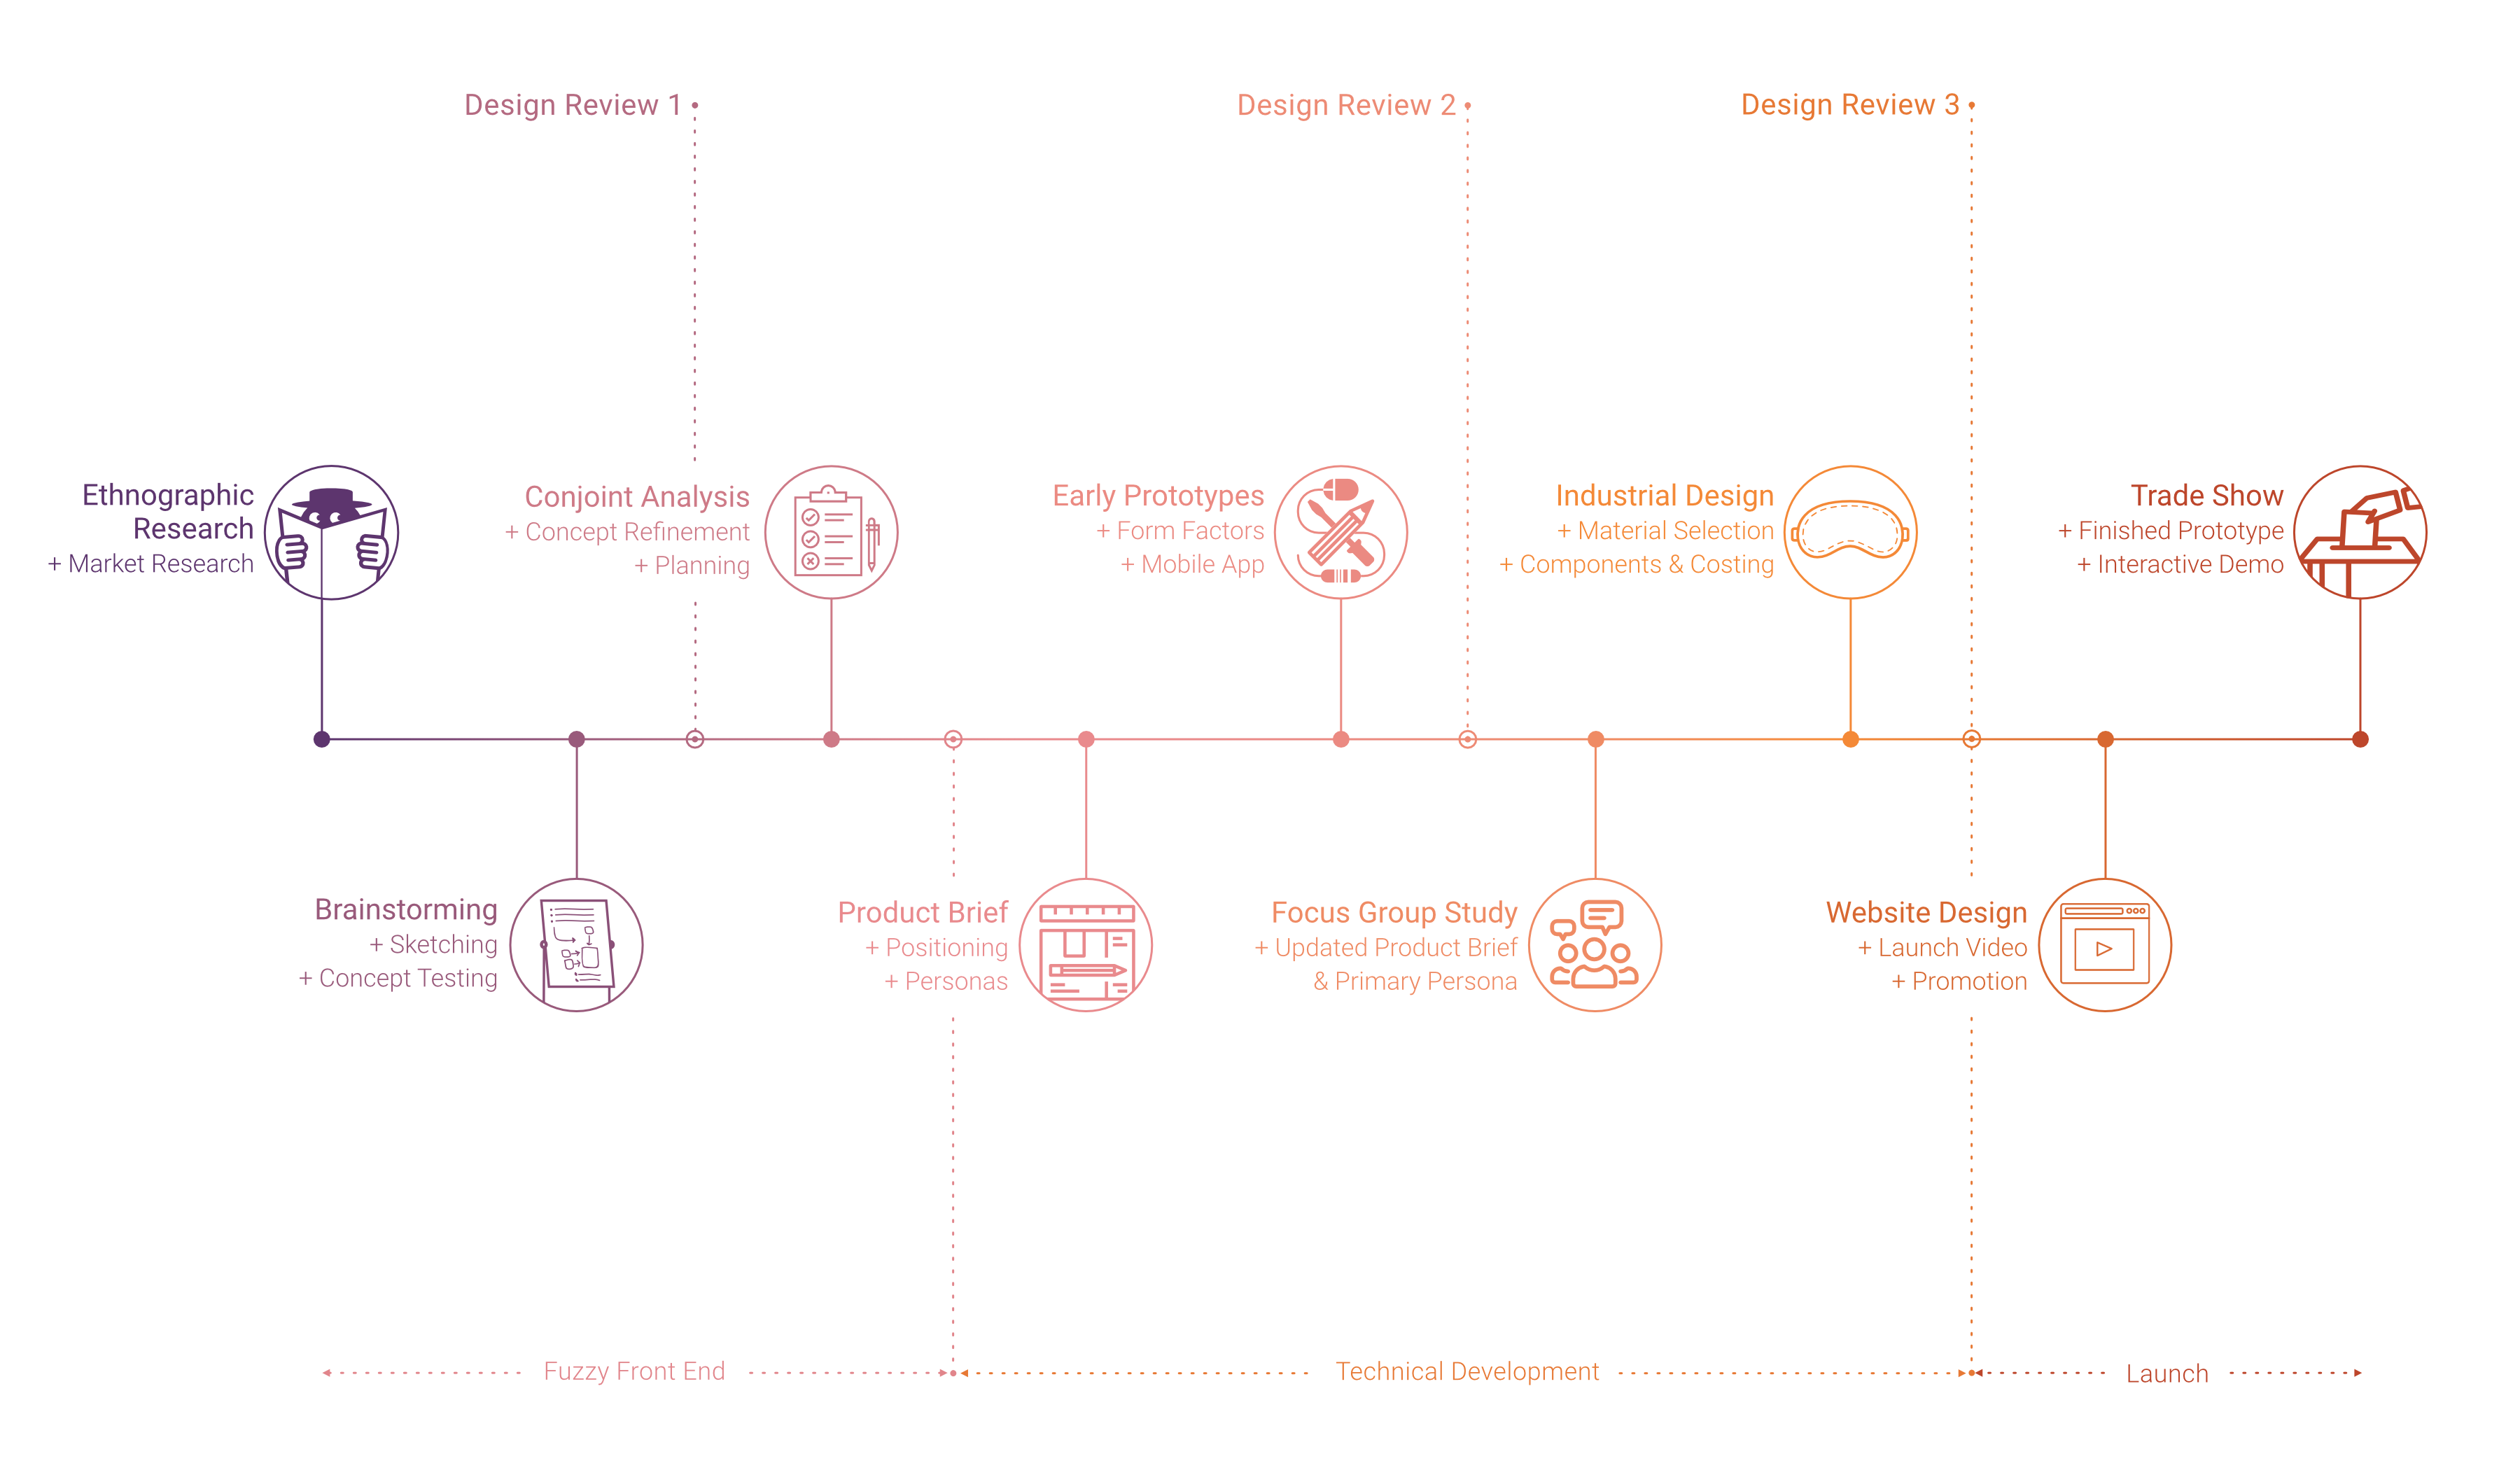 Design Review 1
Design Review 2
Design Review 3
Ethnographic
Research
+ Market Research
Conjoint Analysis
+ Concept Refinement
+ Planning
Early Prototypes
+ Form Factors
+ Mobile App
Industrial Design
+ Material Selection
+ Components & Costing
Trade Show
+ Finished Prototype
+ Interactive Demo
Brainstorming
+ Sketching
+ Concept Testing
Product Brief
+ Positioning
+ Personas
Focus Group Study
+ Updated Product Brief
& Primary Persona
Website Design
+ Launch Video
+ Promotion
Fuzzy Front End
Technical Development
Launch